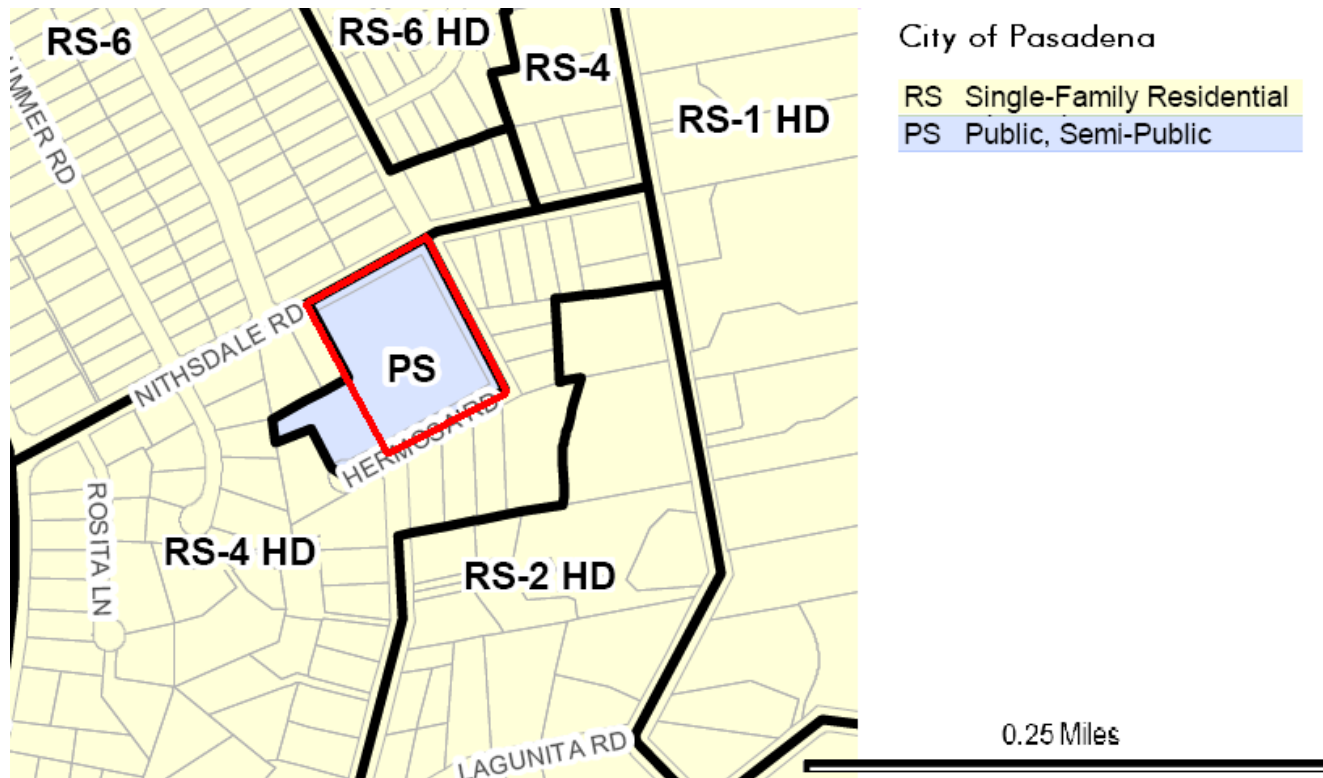 RS-6
RS-6 HD
RS-4
RS-1 HD
IMMER RD
NITHSDALE RD
PS
HERMOSA RD
ROSITA LN
RS-4 HD
RS-2 HD
LAGUNITA RD
City of Pasadena
RS Single-Family Residential
PS Public, Semi-Public
0.25 Miles